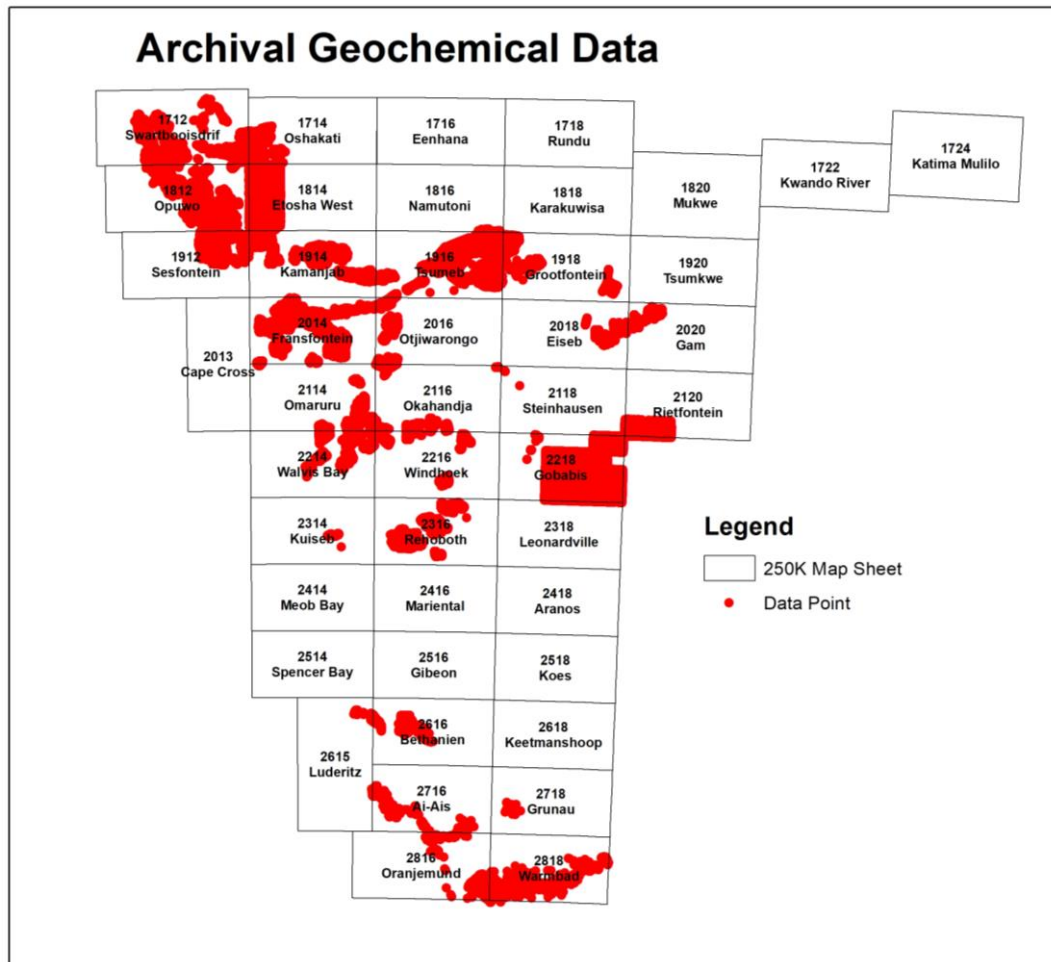 Archival Geochemical Data
1712
Swartbooisdrif
1714
Oshakati
1716
Eenhana
1718
Rundu
1724
Katima Mulilo
1722
Kwando River
1812
Opuwo
1814
Etosha West
1816
Namutoni
1818
Karakuwisa
1820
Mukwe
1912
Sesfontein
1914
Kamanjab
1916
Tsumeb
1918
Grootfontein
1920
Tsumkwe
2013
Cape Cross
2014
Fransfontein
2016
Otjiwarongo
2018
Eiseb
2020
Gam
2114
Omaruru
2116
Okahandja
2118
Steinhausen
2120
Rietfontein
2214
Walvis Bay
2216
Windhoek
2218
Gobabis
2314
Kuiseb
2316
Rehoboth
2318
Leonardville
2414
Meob Bay
2416
Mariental
2418
Aranos
2514
Spencer Bay
2516
Gibeon
2518
Koes
2615
Luderitz
2616
Bethanien
2618
Keetmanshoop
2716
Ai-Ais
2718
Grunau
2816
Oranjemund
2818
Warmbad
Legend
250K Map Sheet
Data Point